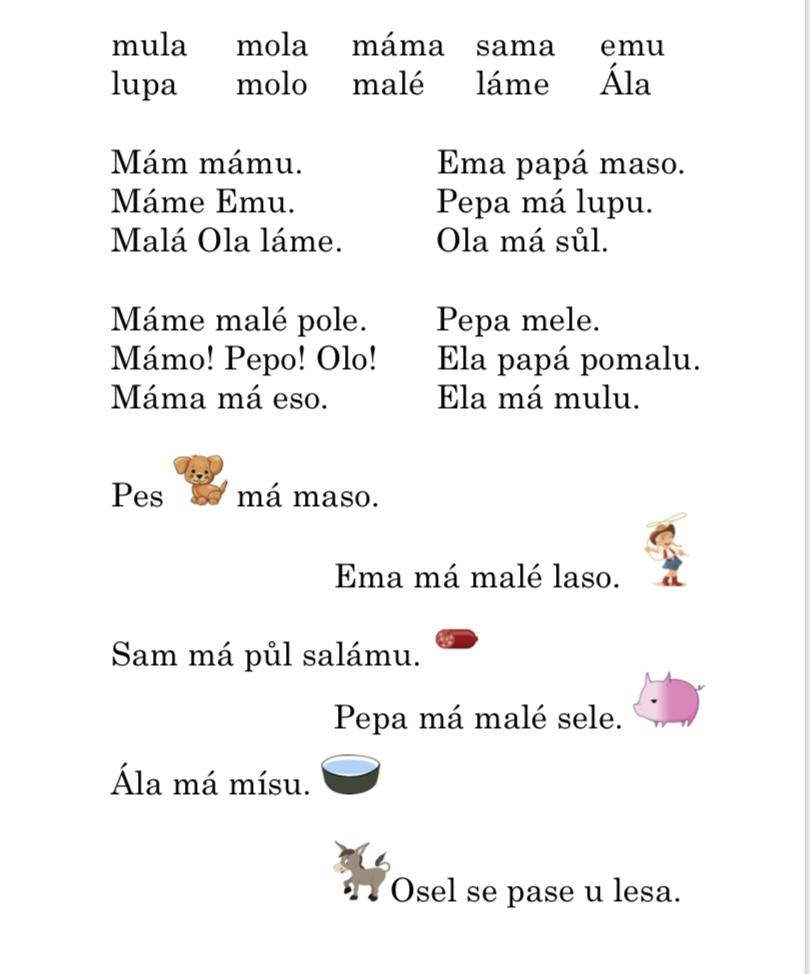 mula mola máma sama emu
lupa molo malé láme Ála
Mám mámu. Ema papá maso.
Máme Emu. Pepa má lupu.
Malá Ola láme. Ola má sůl.
Máme malé pole. Pepa mele.
Mámo! Pepo! Olo! Ela papá pomalu.
Máma má eso. Ela má mulu.
Pes má maso.
Ema má malé laso.
Sam má půl salámu.
Pepa má malé sele.
Ála má mísu.
Osel se pase u lesa.